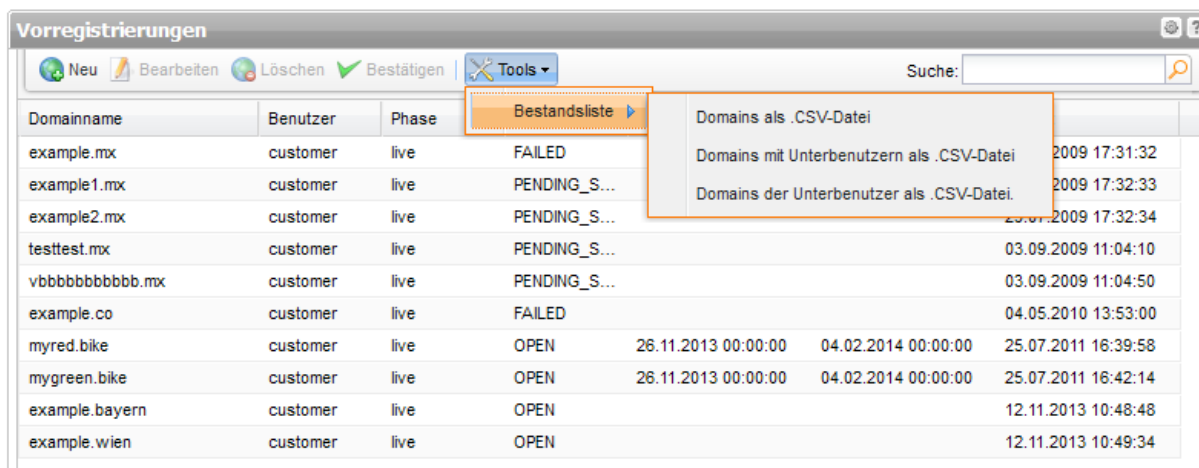 Vorregistrierungen
Neu Bearbeiten Löschen Bestätigen Tools Suche:
Bestandsliste
Domains als .CSV-Datei
Domains mit Unterbenutzern als .CSV-Datei
Domains der Unterbenutzer als .CSV-Datei.
Domainname Benutzer Phase
example.mx customer live FAILED 2009 17:31:32
example1.mx customer live PENDING_S... 2009 17:32:33
example2.mx customer live PENDING_S... 2009 17:32:34
testtest.mx customer live PENDING_S... 03.09.2009 11:04:10
vbbbbbbbbbbb.mx customer live PENDING_S... 03.09.2009 11:04:50
example.co customer live FAILED 04.05.2010 13:53:00
myred.bike customer live OPEN 26.11.2013 00:00:00 04.02.2014 00:00:00 25.07.2011 16:39:58
mygreen.bike customer live OPEN 26.11.2013 00:00:00 04.02.2014 00:00:00 25.07.2011 16:42:14
example.bayern customer live OPEN 12.11.2013 10:48:48
example.wien customer live OPEN 12.11.2013 10:49:34